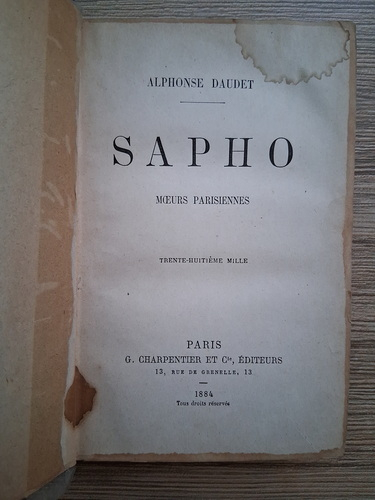 ALPHONSE DAUDET
SAPHO
MŒURS PARISIENNES
TRENTE-HUITIÈME MILLE
PARIS
G. CHARPENTIER ET Cie, ÉDITEURS
13, RUE DE GRENELLE, 13
1884
Tous droits réservés